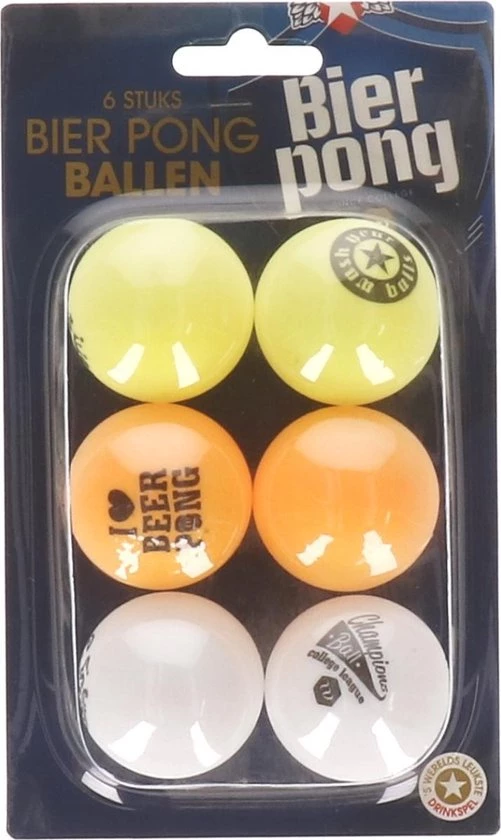 6 STUKS
BIER PONG
BALLEN
Bier
pong
wash your balls
I ♥
BEER
PONG
Champions
Ball
college league
'S WERELDS LEUKSTE
DRINKSPEL